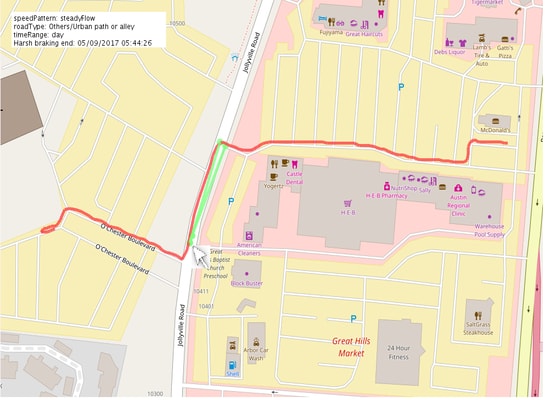 speedPattern: steadyFlow
roadType: Others/Urban path or alley
timeRange: day
Harsh braking end: 05/09/2017 05:44:26
10500
Jollyville Road
Fujiyama
Great Haircuts
Tigermarket
Debs Liquor
Lamb's
Tire &
Auto
Gatti's
Pizza
P
McDonald's
Yogertz
Castle
Dental
H-E-B
H-E-B Pharmacy
NutriShop
Sally
Austin
Regional
Clinic
Warehouse
Pool Supply
P
O'Chester Boulevard
O'Chester Boulevard
American
Cleaners
Great
Baptist
Church
Preschool
Block Buster
10411
10401
Jollyville Road
P
SaltGrass
Steakhouse
Great Hills
Market
24 Hour
Fitness
Arbor Car
Wash
Shell
10300